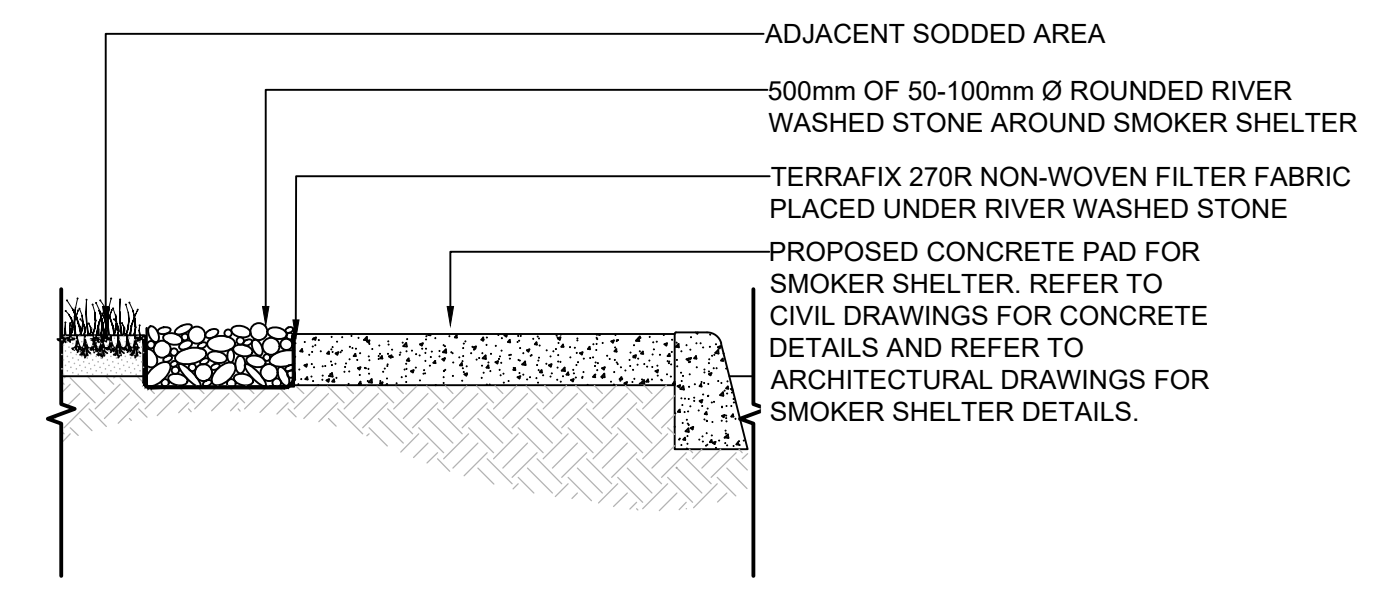 ADJACENT SODDED AREA
500mm OF 50-100mm Ø ROUNDED RIVER
WASHED STONE AROUND SMOKER SHELTER
TERRAFIX 270R NON-WOVEN FILTER FABRIC
PLACED UNDER RIVER WASHED STONE
PROPOSED CONCRETE PAD FOR
SMOKER SHELTER. REFER TO
CIVIL DRAWINGS FOR CONCRETE
DETAILS AND REFER TO
ARCHITECTURAL DRAWINGS FOR
SMOKER SHELTER DETAILS.